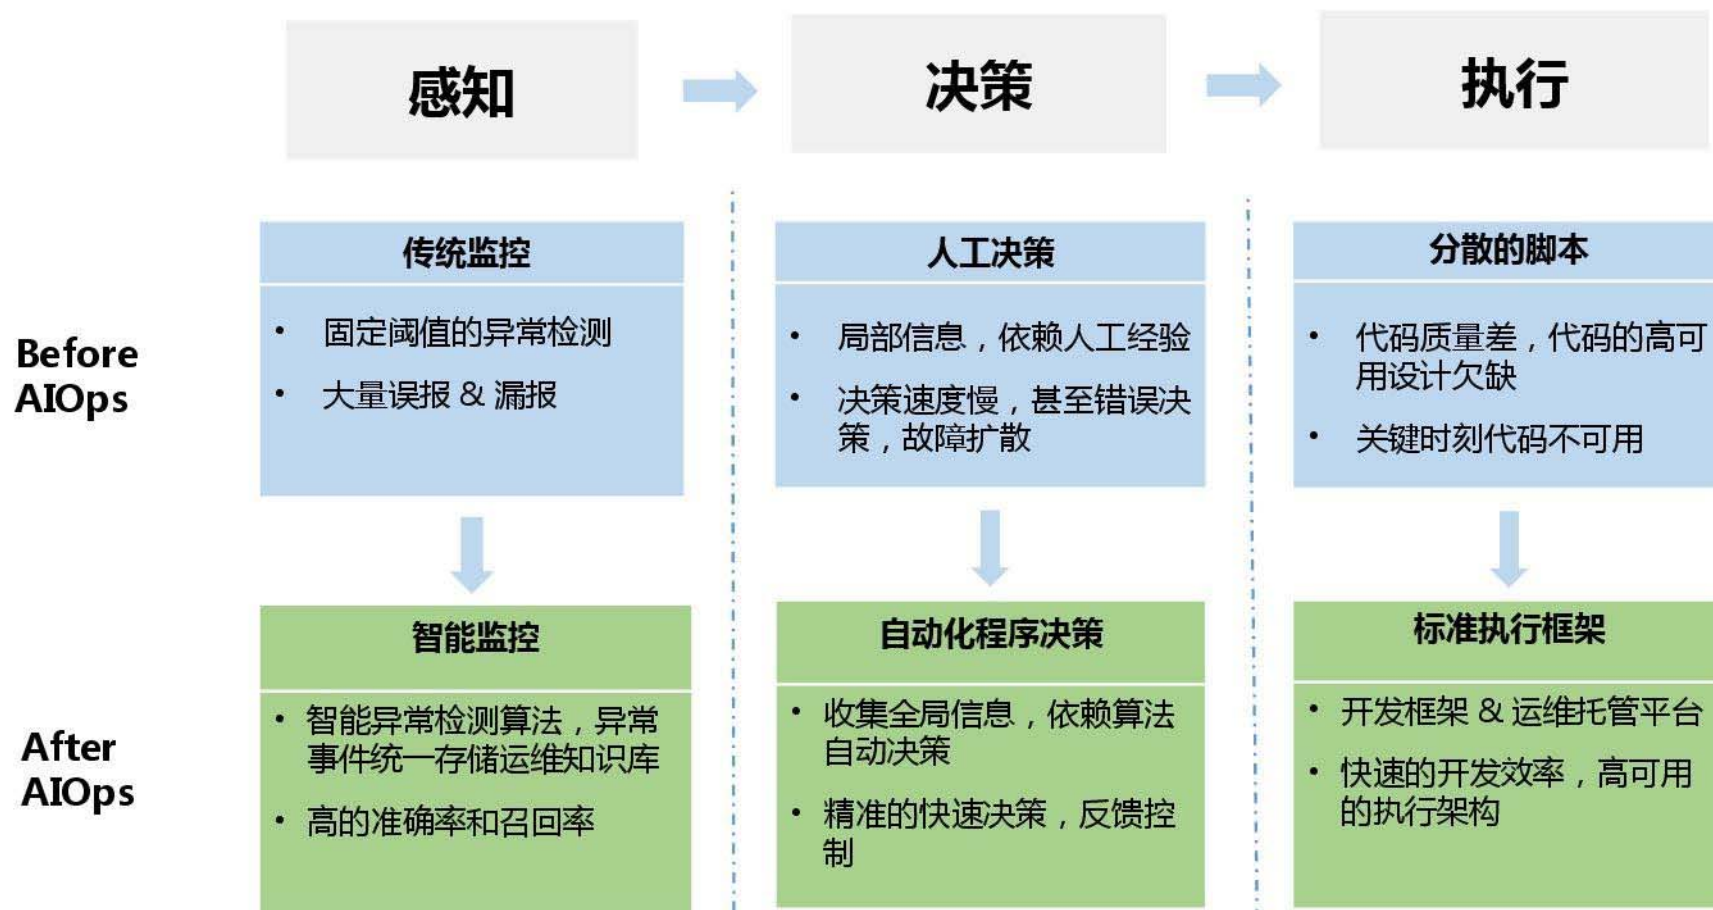 感知
决策
执行
Before
AIOps
传统监控
• 固定阈值的异常检测
• 大量误报 & 漏报
人工决策
• 局部信息，依赖人工经验
• 决策速度慢，甚至错误决
策，故障扩散
分散的脚本
• 代码质量差，代码的高可
用设计欠缺
• 关键时刻代码不可用
After
AIOps
智能监控
• 智能异常检测算法，异常
事件统一存储运维知识库
• 高的准确率和召回率
自动化程序决策
• 收集全局信息，依赖算法
自动决策
• 精准的快速决策，反馈控
制
标准执行框架
• 开发框架 & 运维托管平台
• 快速的开发效率，高可用
的执行架构